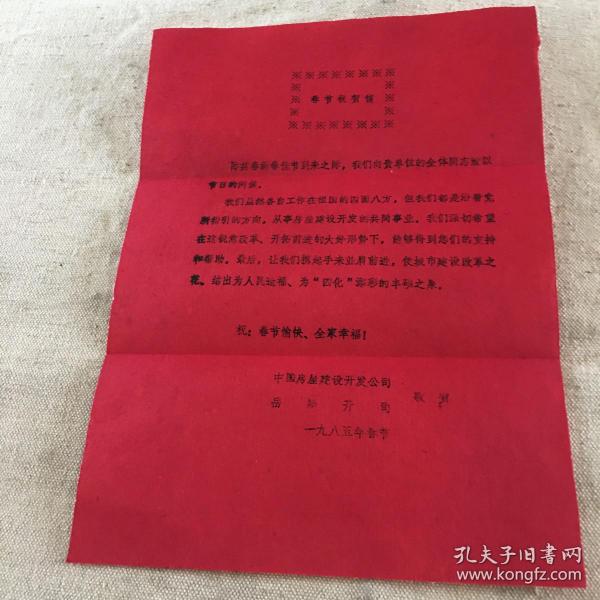 ※※※※※※※※
※ ※
※ 春节祝贺信 ※
※ ※
※※※※※※※※
际兹春新春佳节到来之际，我们向贵单位的全体同志致以
节日的问候。
我们虽然各自工作在祖国的四面八方，但我们都是沿着党
所指引的方向，从事房屋建设开发的共同事业。我们深切希望
在这锐意改革、开拓前进的大好形势下，能够得到您们的支持
和帮助。最后，让我们携起手来并肩前进，使城市建设改革之
花，结出为人民造福、为“四化”添彩的丰硕之果。
祝：春节愉快、全家幸福！
中国房屋建设开发公司
岳阳 公司
敬贺
一九八五年春节
孔夫子旧书网
www.kongfz.com